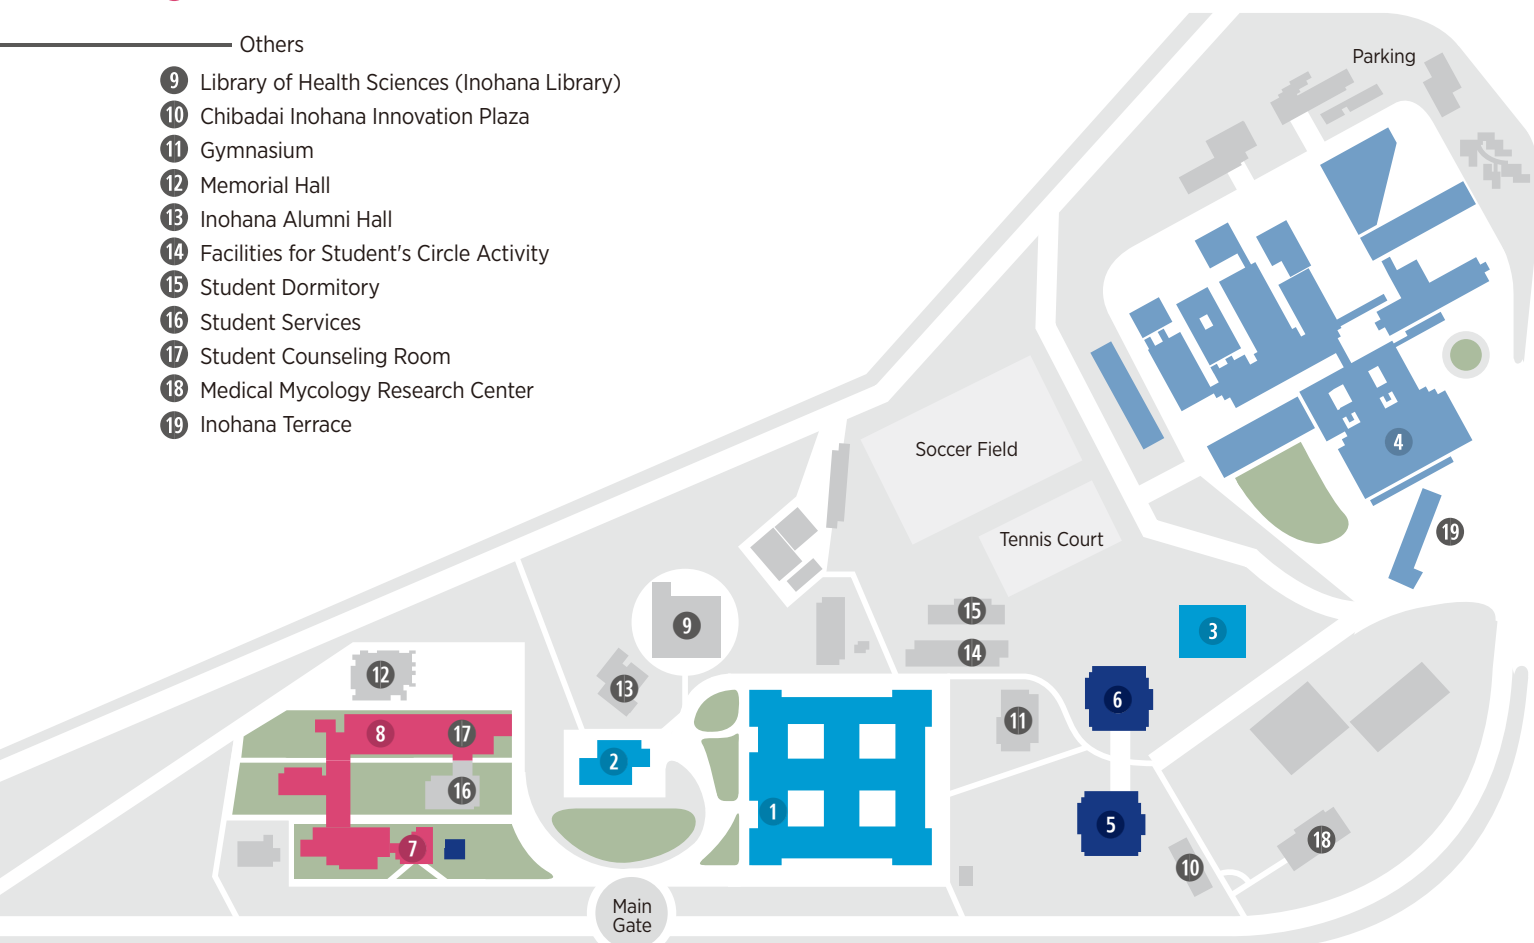 Others
9 Library of Health Sciences (Inohana Library)
10 Chibadai Inohana Innovation Plaza
11 Gymnasium
12 Memorial Hall
13 Inohana Alumni Hall
14 Facilities for Student's Circle Activity
15 Student Dormitory
16 Student Services
17 Student Counseling Room
18 Medical Mycology Research Center
19 Inohana Terrace
Parking
4
Soccer Field
19
Tennis Court
15
9
3
14
12
13
6
11
8
17
2
16
1
5
18
7
10
Main
Gate